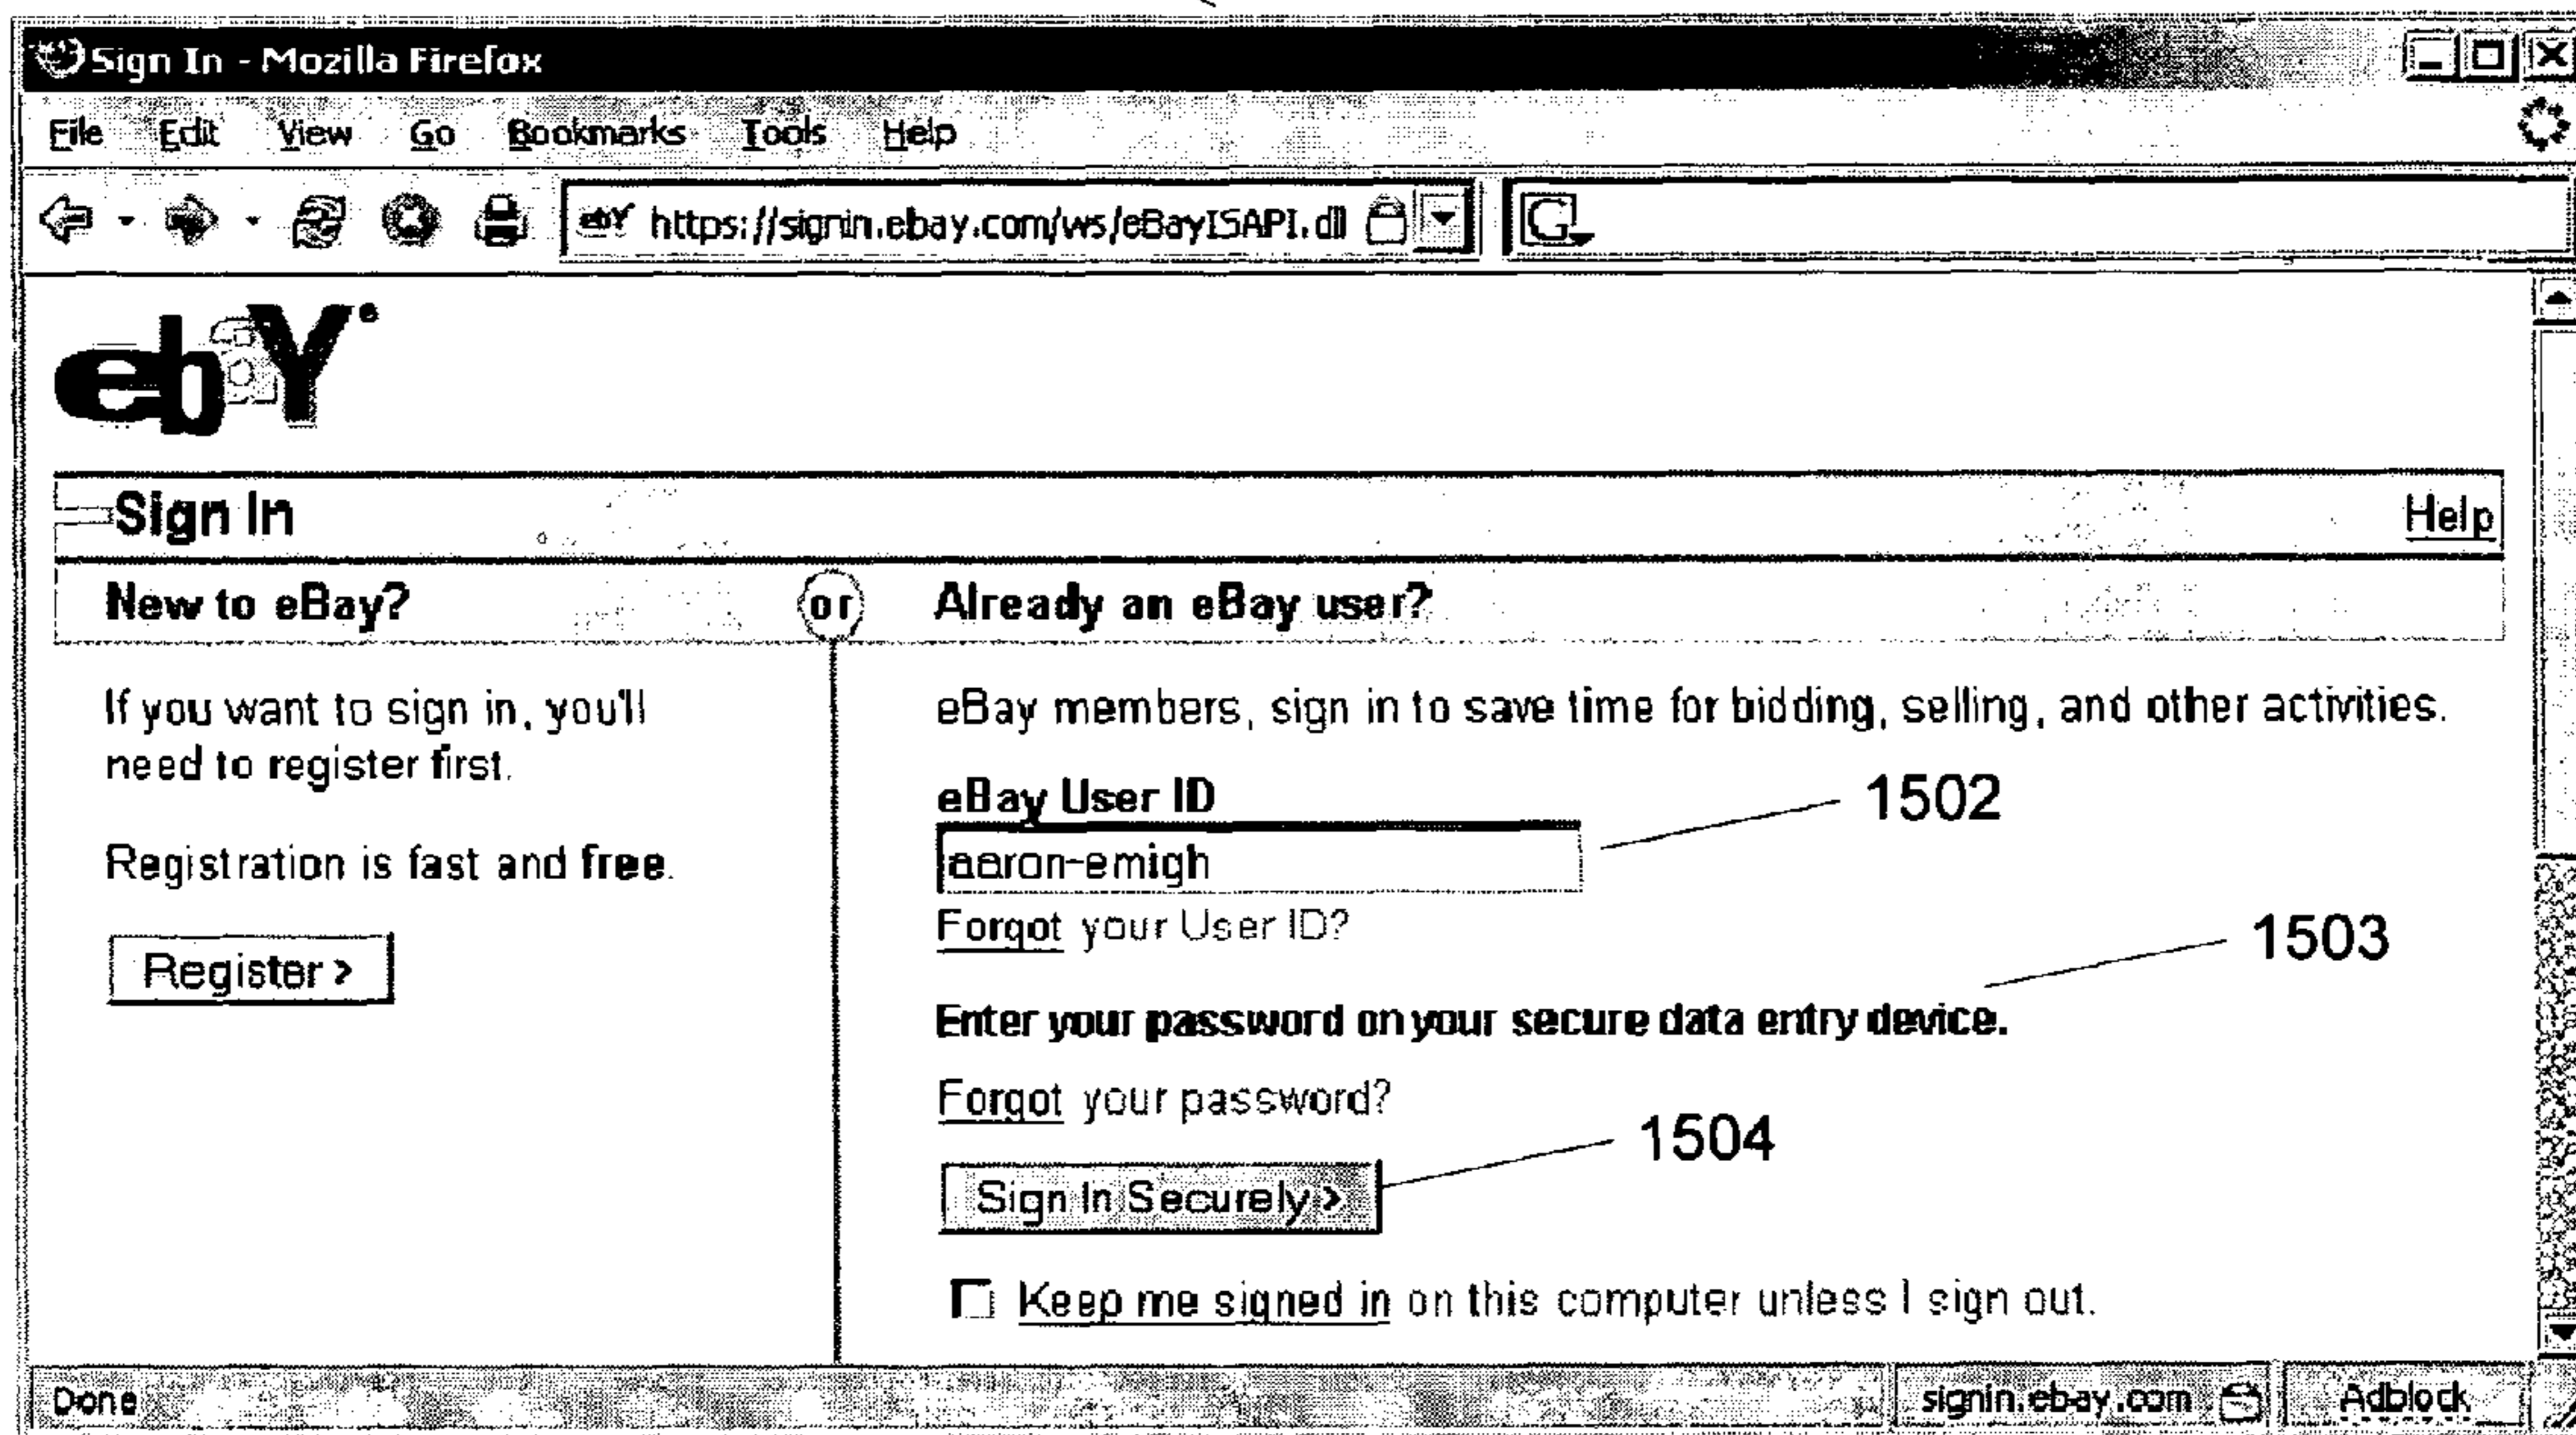 Sign In - Mozilla Firefox
File Edit View Go Bookmarks Tools Help
ebY https://signin.ebay.com/ws/eBayISAPI.dll G
ebaY
Sign In Help
New to eBay? or Already an eBay user?
If you want to sign in, you'll
need to register first.
Registration is fast and free.
Register >
eBay members, sign in to save time for bidding, selling, and other activities.
eBay User ID
1502
aaron-emigh
Forgot your User ID?
1503
Enter your password on your secure data entry device.
Forgot your password?
1504
Sign In Securely >
Keep me signed in on this computer unless I sign out.
Done signin.ebay.com Adblock